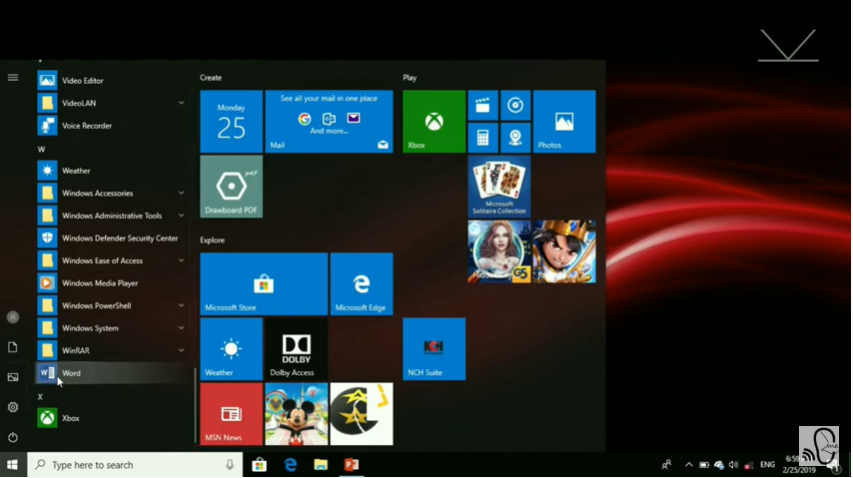 Video Editor
VideoLAN
Voice Recorder
W
Weather
Windows Accessories
Windows Administrative Tools
Windows Defender Security Center
Windows Ease of Access
Windows Media Player
Windows PowerShell
Windows System
WinRAR
Word
X
Xbox
Create
Monday
25
See all your mail in one place
And more...
Mail
Drawboard PDF
Explore
Microsoft Store
Microsoft Edge
Weather
DOLBY
Dolby Access
MSN News
Play
Xbox
Photos
Microsoft
Solitaire Collection
G5
NCH
NCH Suite
Type here to search
ENG
2/25/2019